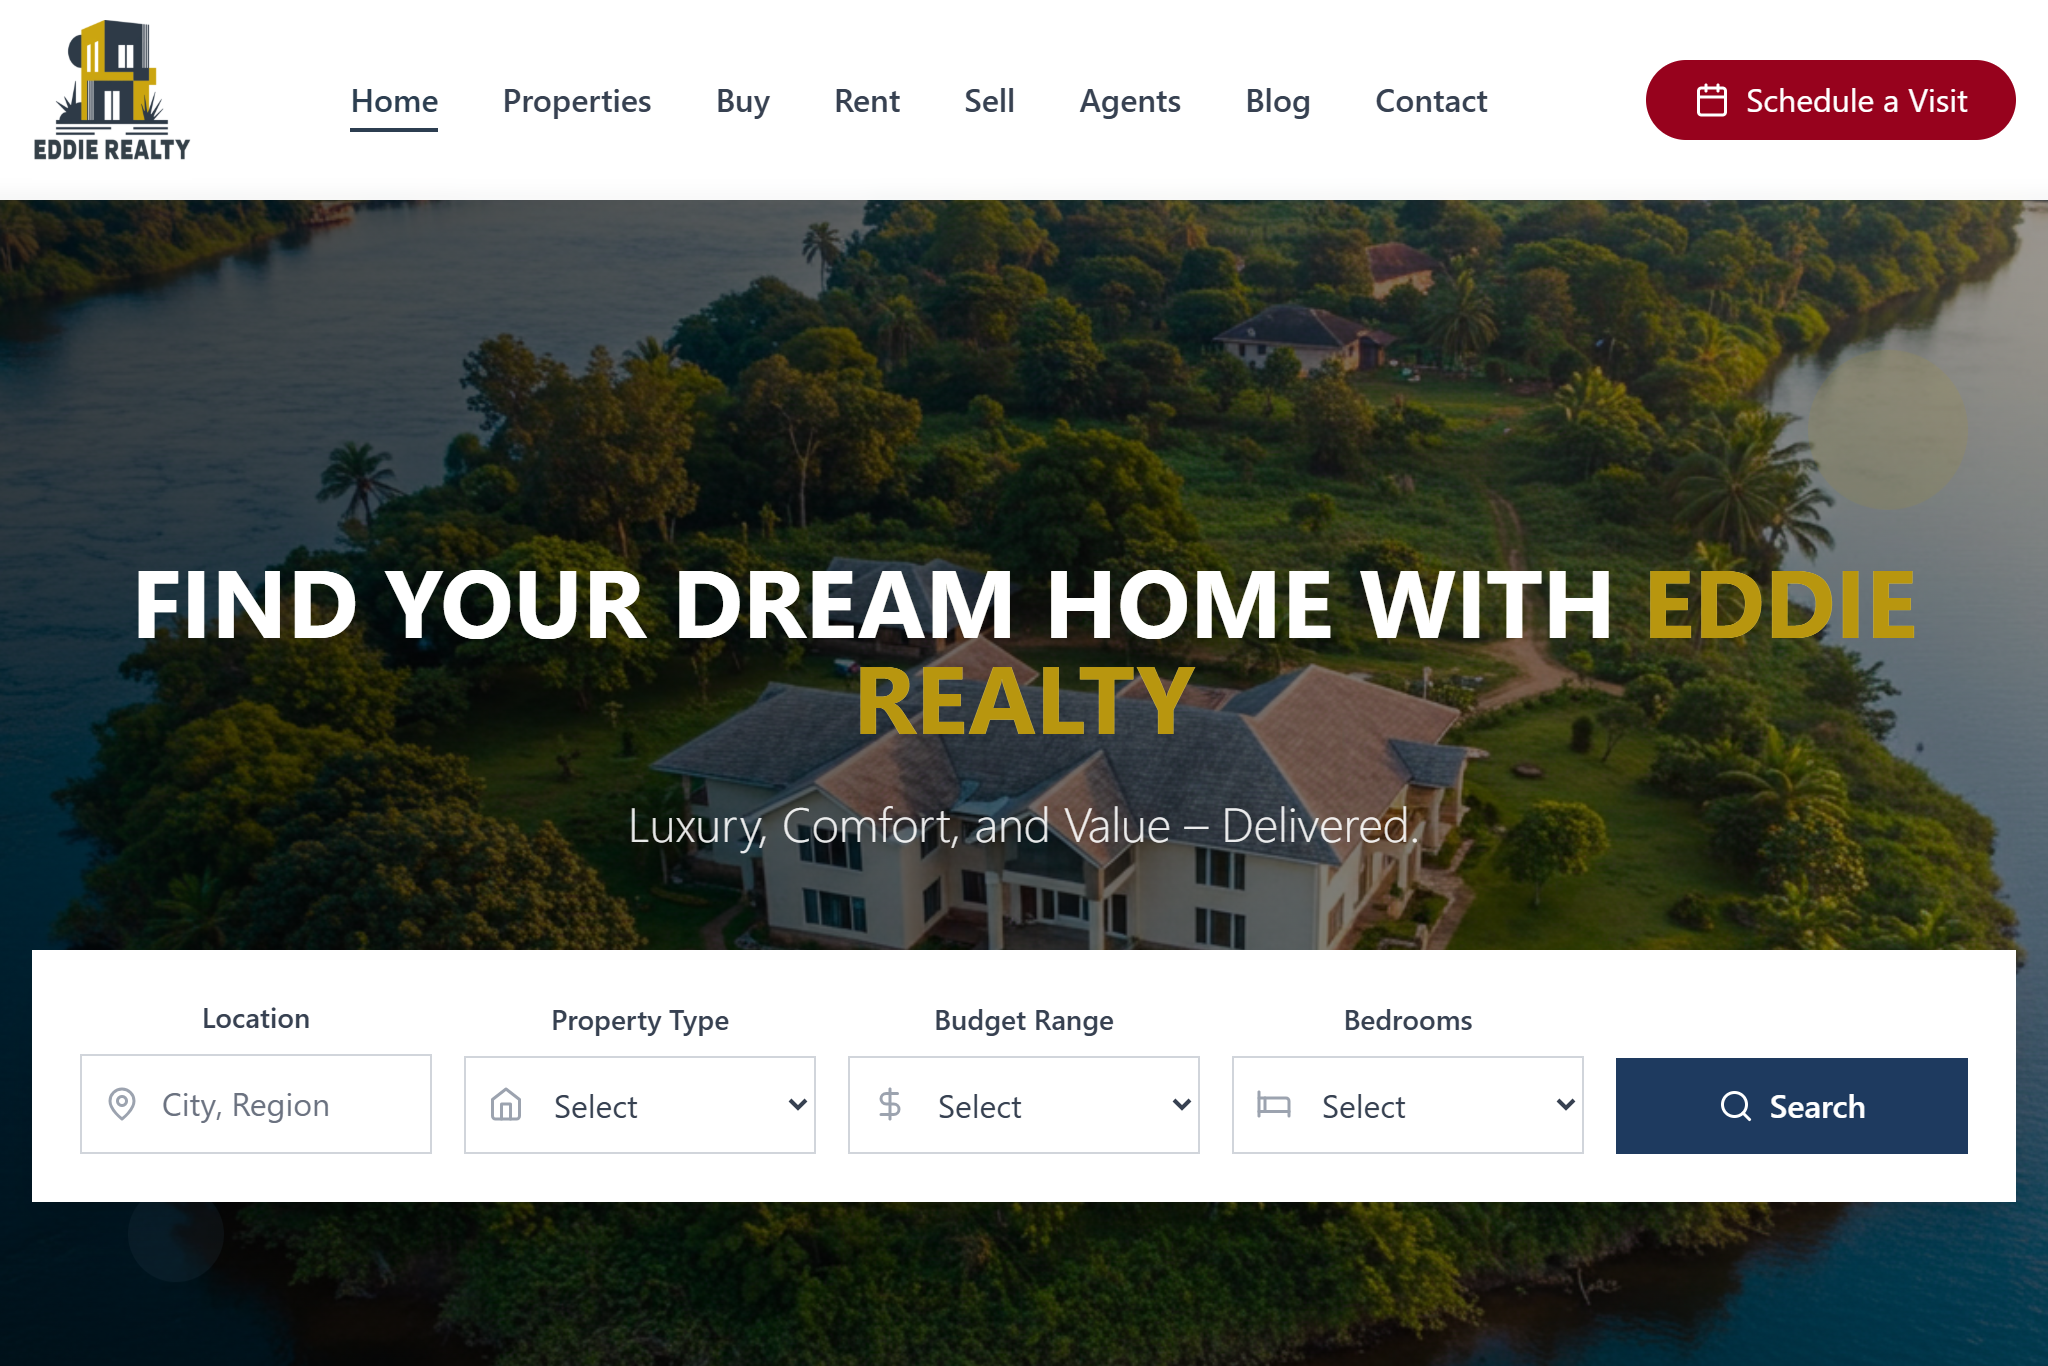 EDDIE REALTY
Home
Properties
Buy
Rent
Sell
Agents
Blog
Contact
Schedule a Visit
FIND YOUR DREAM HOME WITH EDDIE
REALTY
Luxury, Comfort, and Value – Delivered.
Location
Property Type
Budget Range
Bedrooms
City, Region
Select
Select
Select
Search